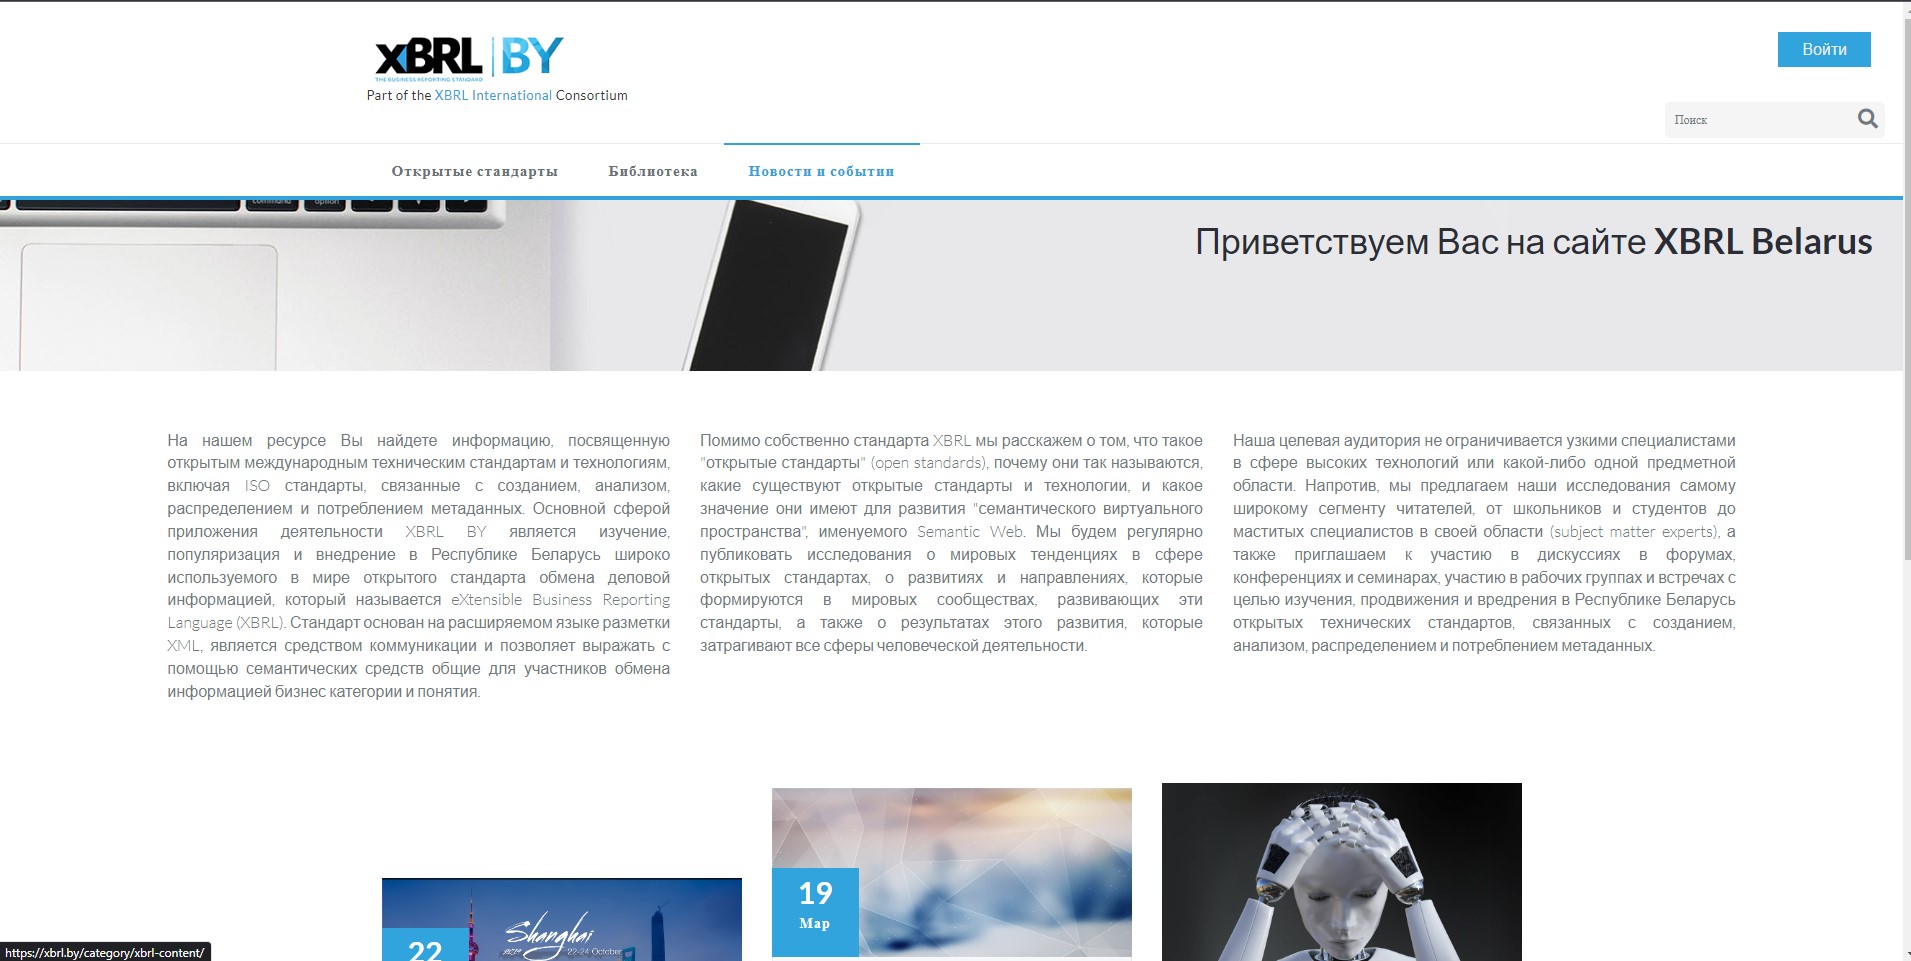 xBRL BY
THE BUSINESS REPORTING STANDARD
Part of the XBRL International Consortium
Войти
Поиск
Открытые стандарты
Библиотека
Новости и события
command
option
Приветствуем Вас на сайте XBRL Belarus
На нашем ресурсе Вы найдете информацию, посвященную
открытым международным техническим стандартам и технологиям,
включая ISO стандарты, связанные с созданием, анализом,
распределением и потреблением метаданных. Основной сферой
приложения деятельности XBRL BY является изучение,
популяризация и внедрение в Республике Беларусь широко
используемого в мире открытого стандарта обмена деловой
информацией, который называется eXtensible Business Reporting
Language (XBRL). Стандарт основан на расширяемом языке разметки
XML, является средством коммуникации и позволяет выражать с
помощью семантических средств общие для участников обмена
информацией бизнес категории и понятия.
Помимо собственно стандарта XBRL мы расскажем о том, что такое
"открытые стандарты" (open standards), почему они так называются,
какие существуют открытые стандарты и технологии, и какое
значение они имеют для развития "семантического виртуального
пространства", именуемого Semantic Web. Мы будем регулярно
публиковать исследования о мировых тенденциях в сфере
открытых стандартах, о развитиях и направлениях, которые
формируются в мировых сообществах, развивающих эти
стандарты, а также о результатах этого развития, которые
затрагивают все сферы человеческой деятельности.
Наша целевая аудитория не ограничивается узкими специалистами
в сфере высоких технологий или какой-либо одной предметной
области. Напротив, мы предлагаем наши исследования самому
широкому сегменту читателей, от школьников и студентов до
маститых специалистов в своей области (subject matter experts), а
также приглашаем к участию в дискуссиях в форумах,
конференциях и семинарах, участию в рабочих группах и встречах с
целью изучения, продвижения и вредрения в Республике Беларусь
открытых технических стандартов, связанных с созданием,
анализом, распределением и потреблением метаданных.
19
Мар
Shanghai
22-24 October
22
https://xbrl.by/category/xbrl-content/